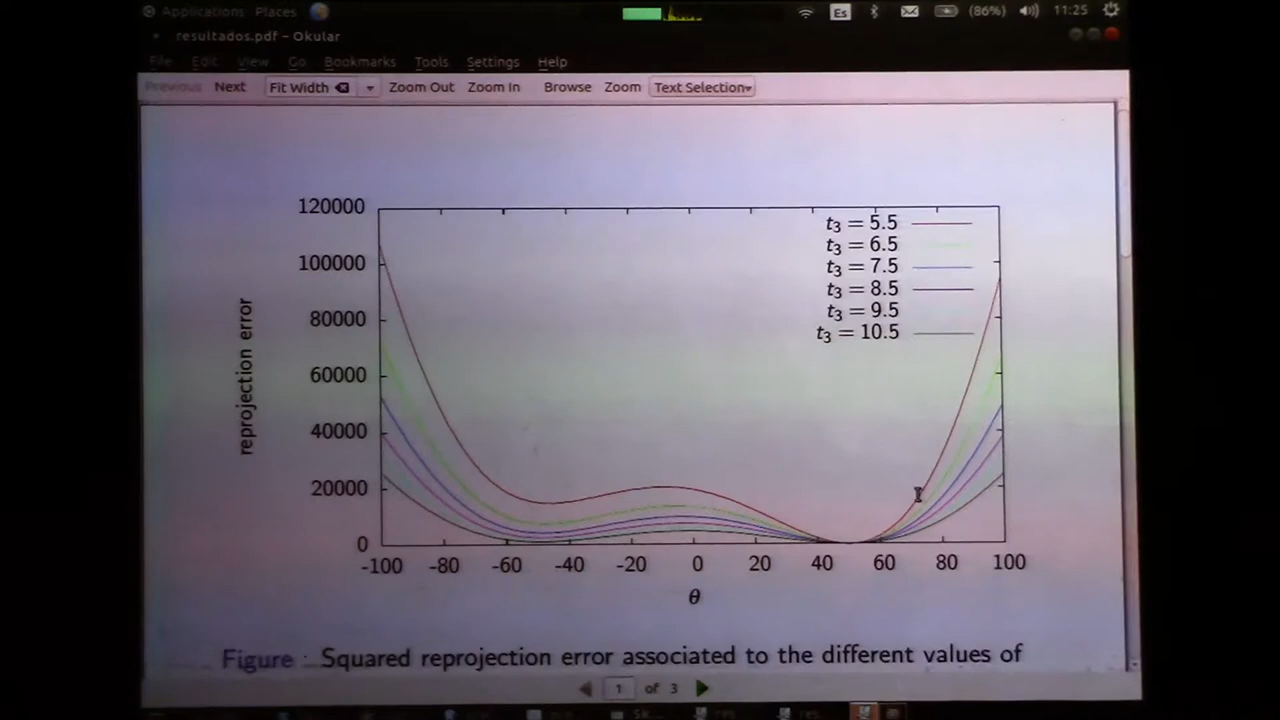 Applications Places
Es
(86%)
11:25
resultados.pdf – Okular
File Edit View Go Bookmarks Tools Settings Help
Previous Next Fit Width Zoom Out Zoom In Browse Zoom Text Selection
120000
100000
80000
60000
40000
20000
0
reprojection error
t3 = 5.5
t3 = 6.5
t3 = 7.5
t3 = 8.5
t3 = 9.5
t3 = 10.5
-100 -80 -60 -40 -20 0 20 40 60 80 100
θ
Figure : Squared reprojection error associated to the different values of
1 of 3